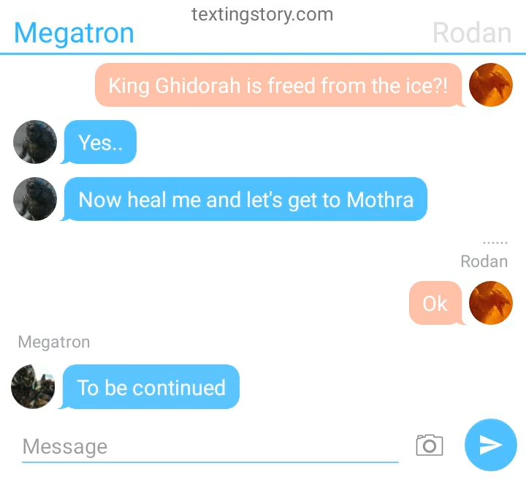 textingstory.com
Megatron
Rodan
King Ghidorah is freed from the ice?!
Yes..
Now heal me and let's get to Mothra
......
Rodan
Ok
Megatron
To be continued
Message